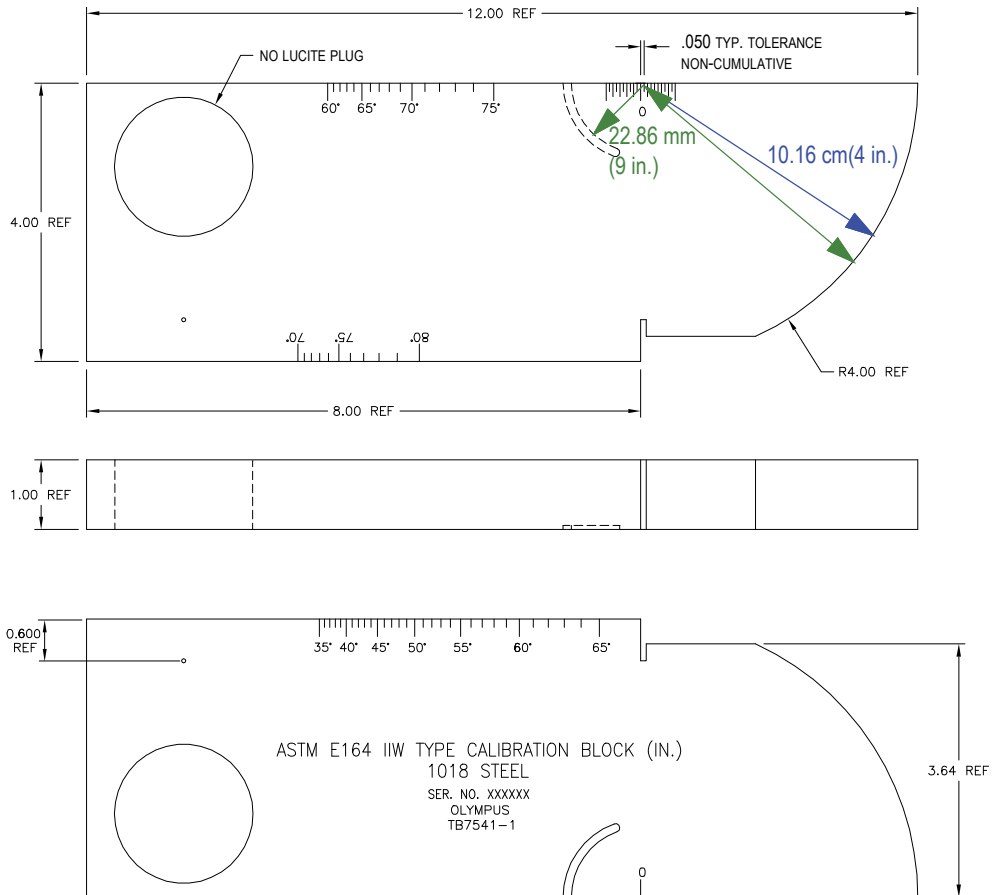 12.00 REF
NO LUCITE PLUG
.050 TYP. TOLERANCE
NON-CUMULATIVE
60° 65° 70° 75°
0
22.86 mm
(9 in.)
10.16 cm(4 in.)
4.00 REF
70° 75° 80°
R4.00 REF
8.00 REF
1.00 REF
0.600
REF
35° 40° 45° 50° 55° 60° 65°
ASTM E164 IIW TYPE CALIBRATION BLOCK (IN.)
1018 STEEL
SER. NO. XXXXXX
OLYMPUS
TB7541-1
3.64 REF
0